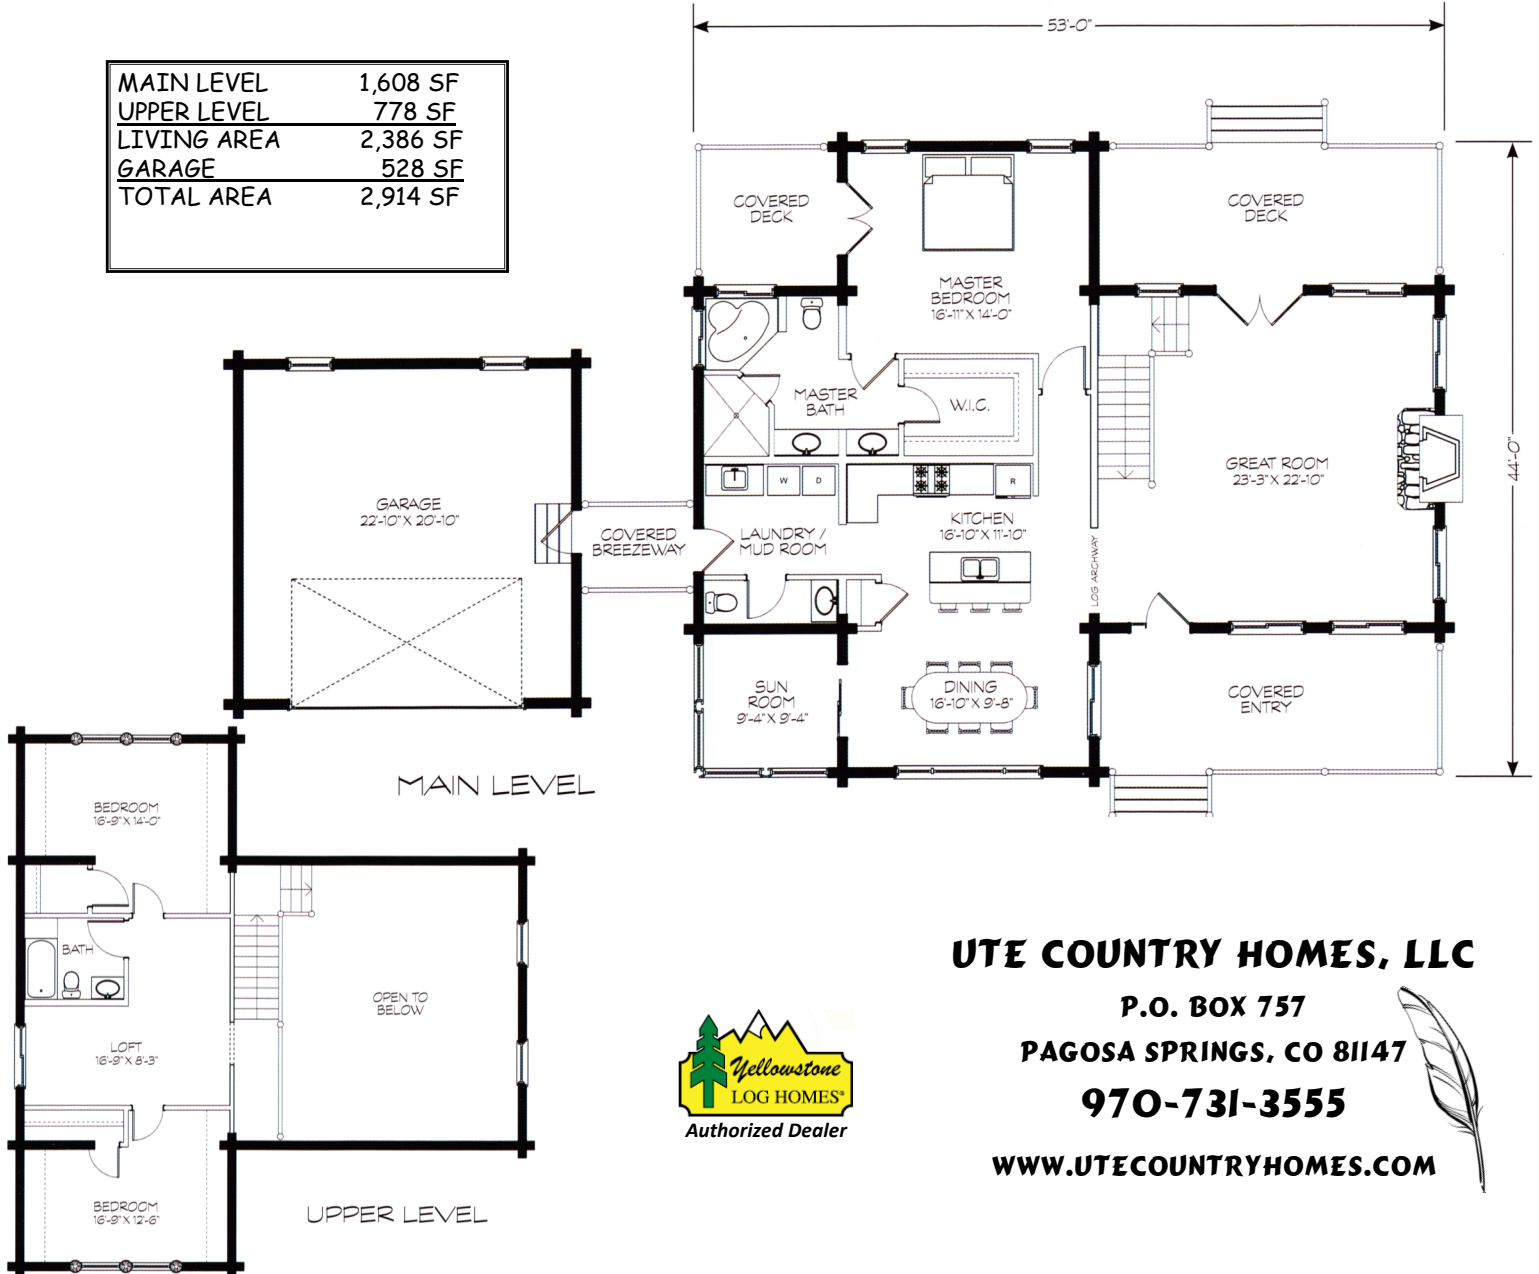 53'-0"
MAIN LEVEL 1,608 SF
UPPER LEVEL 778 SF
LIVING AREA 2,386 SF
GARAGE 528 SF
TOTAL AREA 2,914 SF
COVERED
DECK
COVERED
DECK
MASTER
BEDROOM
16'-11" X 14'-0"
MASTER
BATH
W.I.C.
44'-0"
GREAT ROOM
23'-3" X 22'-10"
W
D
R
GARAGE
22'-10" X 20'-10"
COVERED
BREEZEWAY
LAUNDRY /
MUD ROOM
KITCHEN
16'-10" X 11'-10"
LOG ARCHWAY
SUN
ROOM
9'-4" X 9'-4"
DINING
16'-10" X 9'-8"
COVERED
ENTRY
MAIN LEVEL
BEDROOM
16'-9" X 14'-0"
BATH
OPEN TO
BELOW
LOFT
16'-9" X 8'-3"
BEDROOM
16'-9" X 12'-6"
UPPER LEVEL
Yellowstone
LOG HOMES®
Authorized Dealer
UTE COUNTRY HOMES, LLC
P.O. BOX 757
PAGOSA SPRINGS, CO 81147
970-731-3555
WWW.UTECOUNTRYHOMES.COM